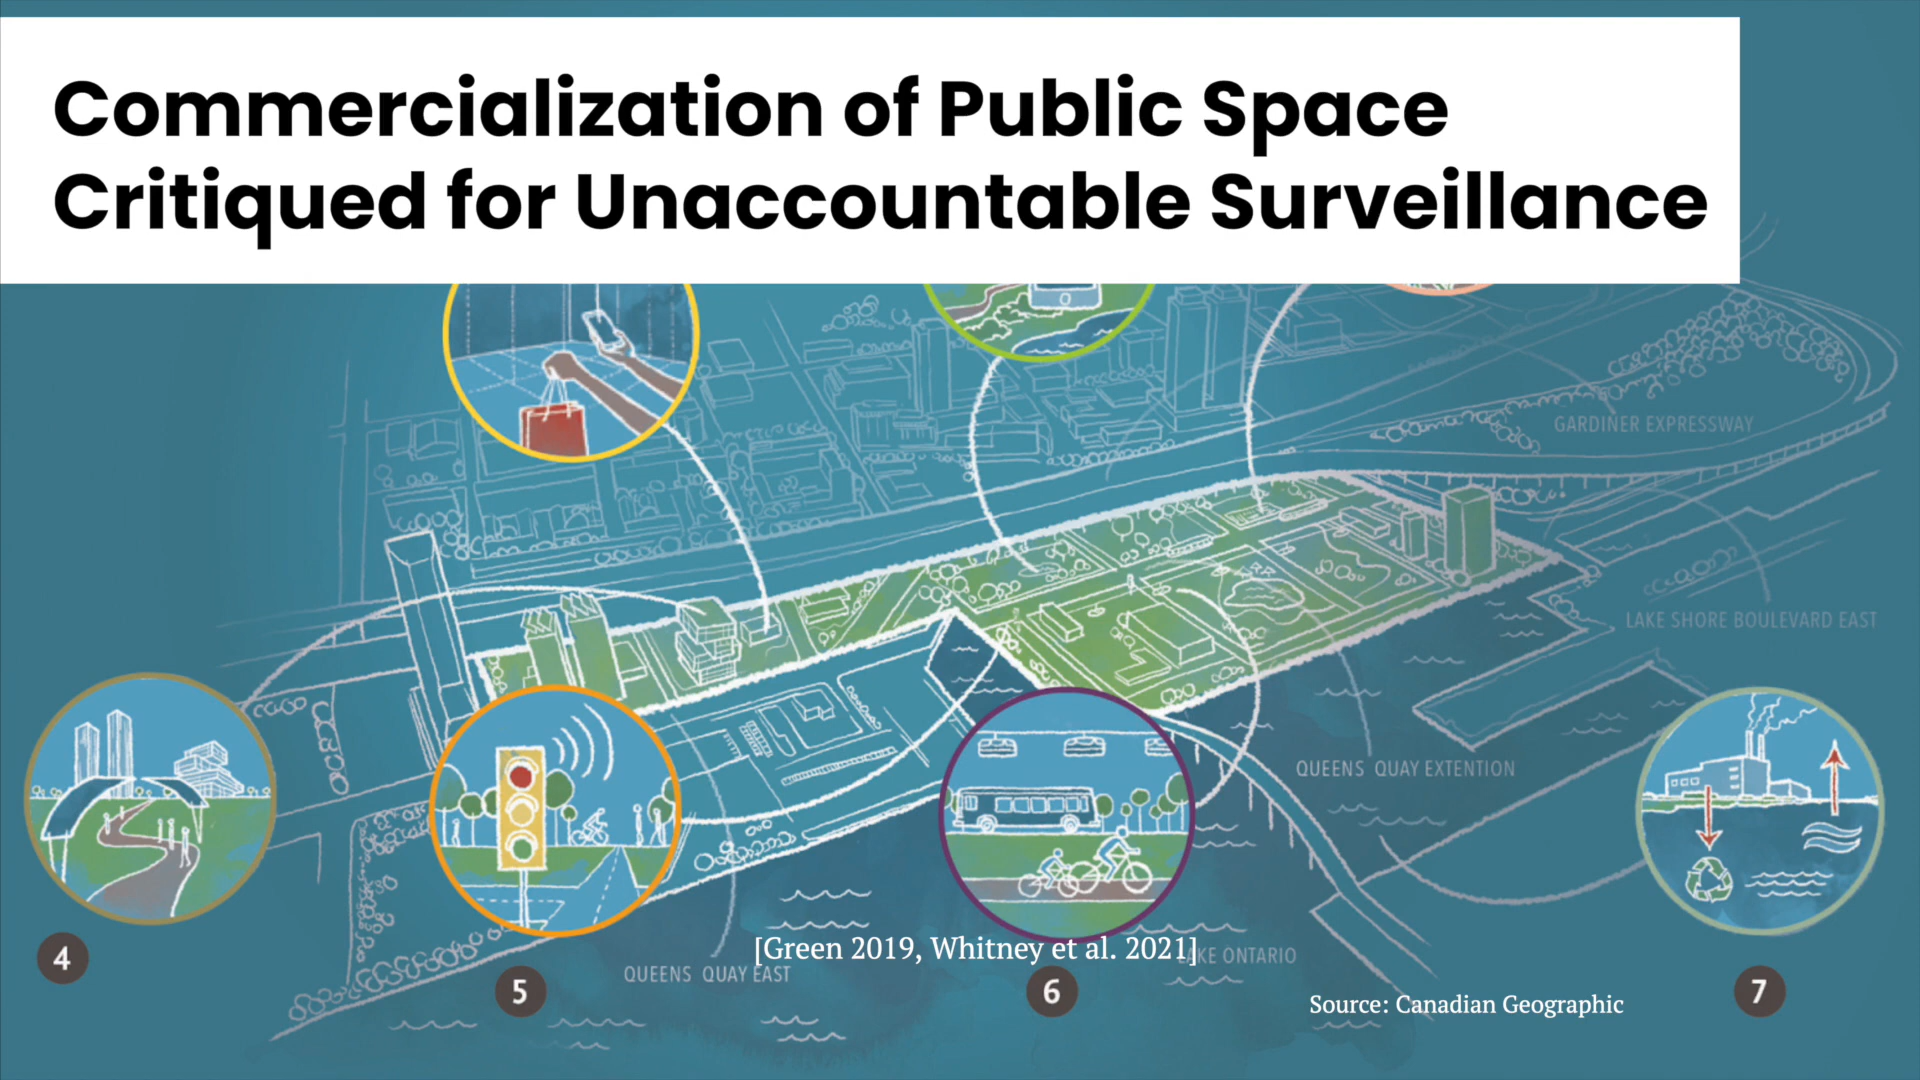 Commercialization of Public Space
Critiqued for Unaccountable Surveillance
GARDINER EXPRESSWAY
LAKE SHORE BOULEVARD EAST
QUEENS QUAY EXTENTION
[Green 2019, Whitney et al. 2021]
LAKE ONTARIO
QUEENS QUAY EAST
4
5
6
7
Source: Canadian Geographic